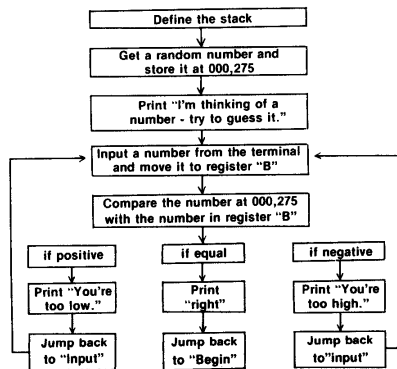 Define the stack
Get a random number and
store it at 000,275
Print "I'm thinking of a
number - try to guess it."
Input a number from the terminal
and move it to register "B"
Compare the number at 000,275
with the number in register "B"
if positive
if equal
if negative
Print "You're
too low."
Print
"right"
Print "You're
too high."
Jump back
to "Input"
Jump back
to "Begin"
Jump back
to"input"